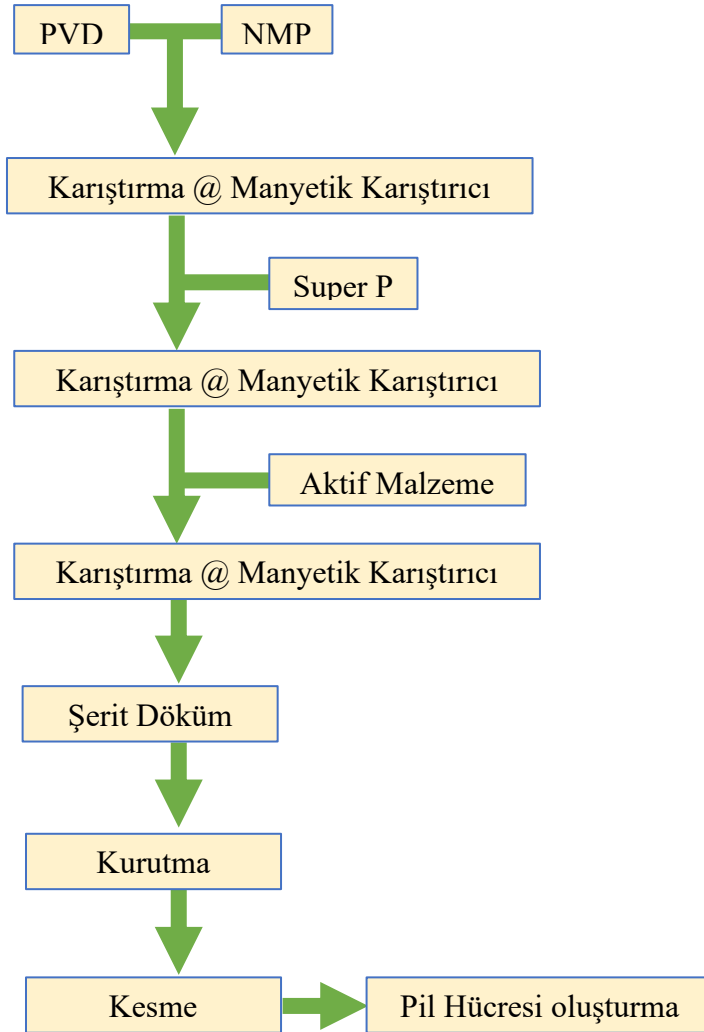 PVD
NMP
Karıştırma @ Manyetik Karıştırıcı
Super P
Karıştırma @ Manyetik Karıştırıcı
Aktif Malzeme
Karıştırma @ Manyetik Karıştırıcı
Şerit Döküm
Kurutma
Kesme
Pil Hücresi oluşturma